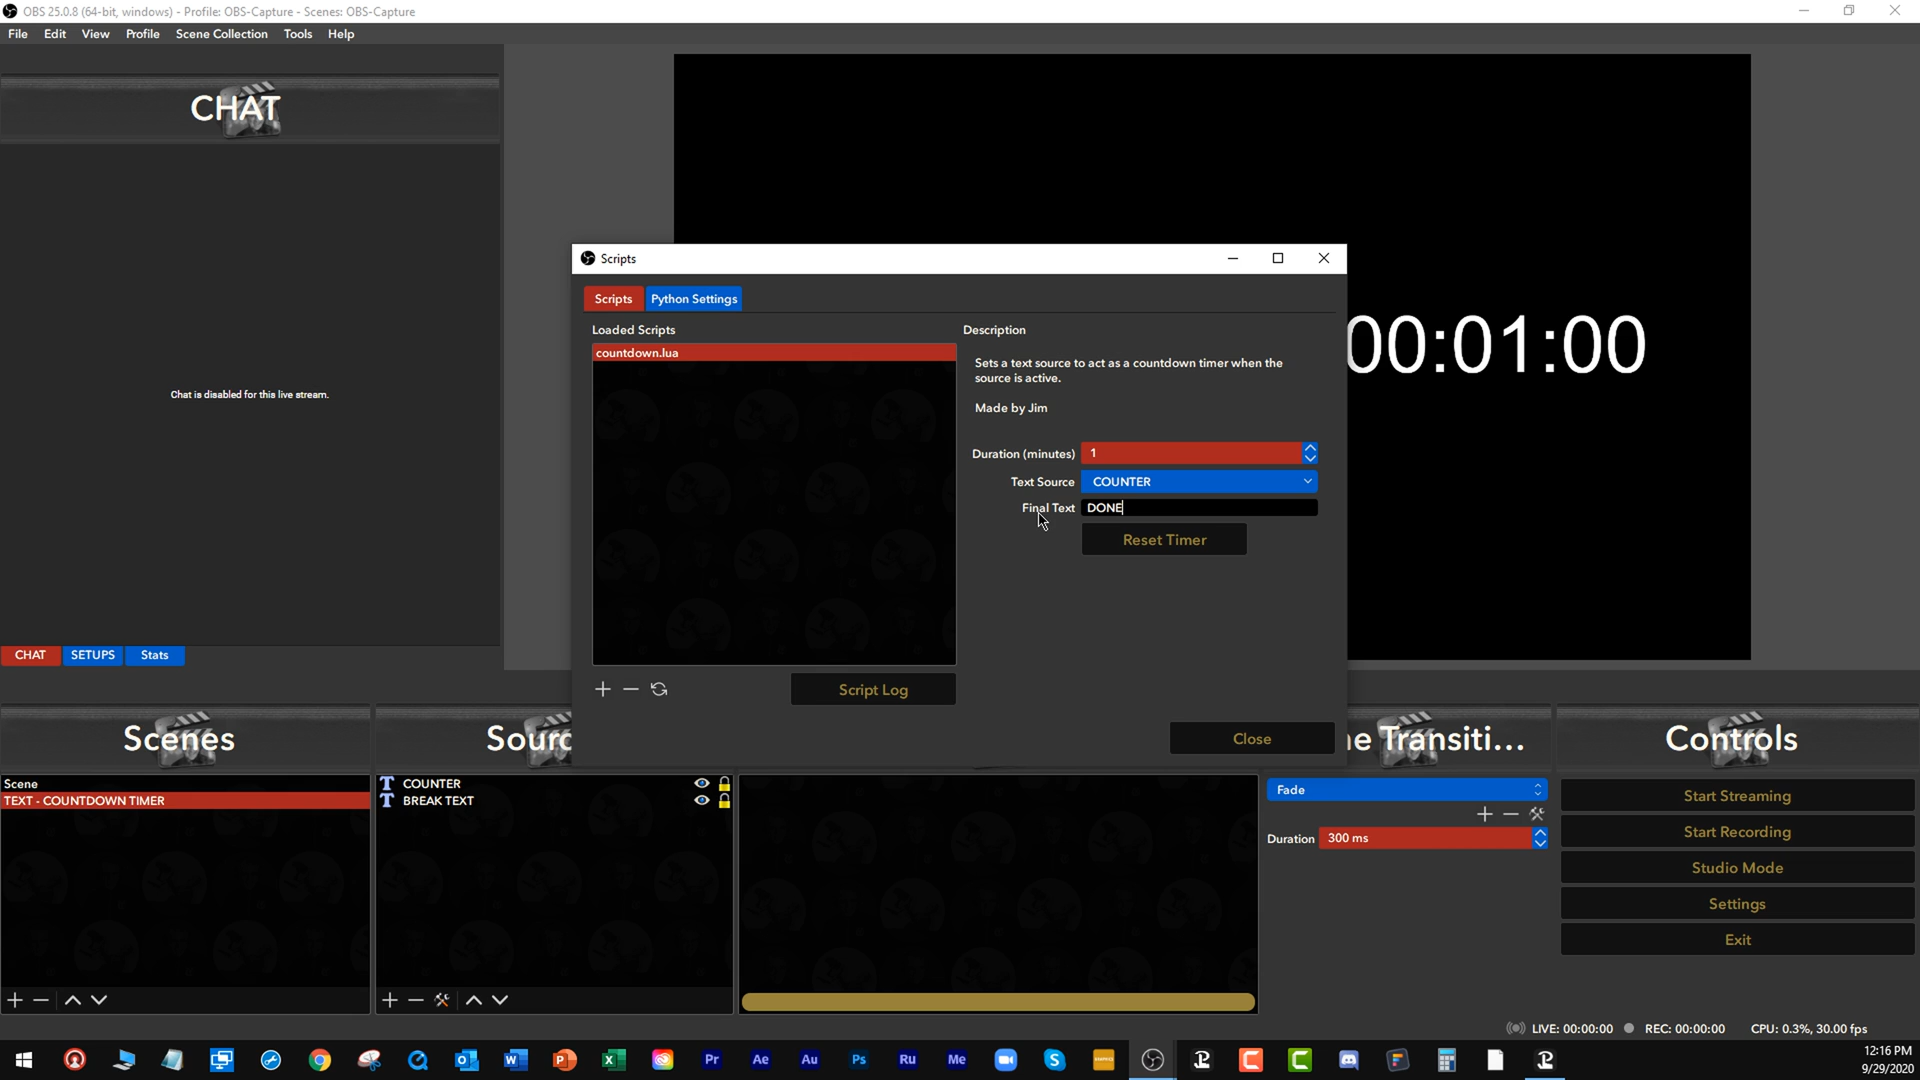 OBS 25.0.8 (64-bit, windows) - Profile: OBS-Capture - Scenes: OBS-Capture
File Edit View Profile Scene Collection Tools Help
CHAT
Chat is disabled for this live stream.
CHAT SETUPS Stats
00:01:00
Scripts
Scripts Python Settings
Loaded Scripts
countdown.lua
Description
Sets a text source to act as a countdown timer when the
source is active.
Made by Jim
Duration (minutes) 1
Text Source COUNTER
Final Text DONE
Reset Timer
Script Log
Close
Scenes
Scene
TEXT - COUNTDOWN TIMER
Sourc
COUNTER
BREAK TEXT
e Transiti...
Fade
Duration 300 ms
Controls
Start Streaming
Start Recording
Studio Mode
Settings
Exit
LIVE: 00:00:00 REC: 00:00:00 CPU: 0.3%, 30.00 fps
Pr Ae Au Ps Ru Me
12:16 PM
9/29/2020